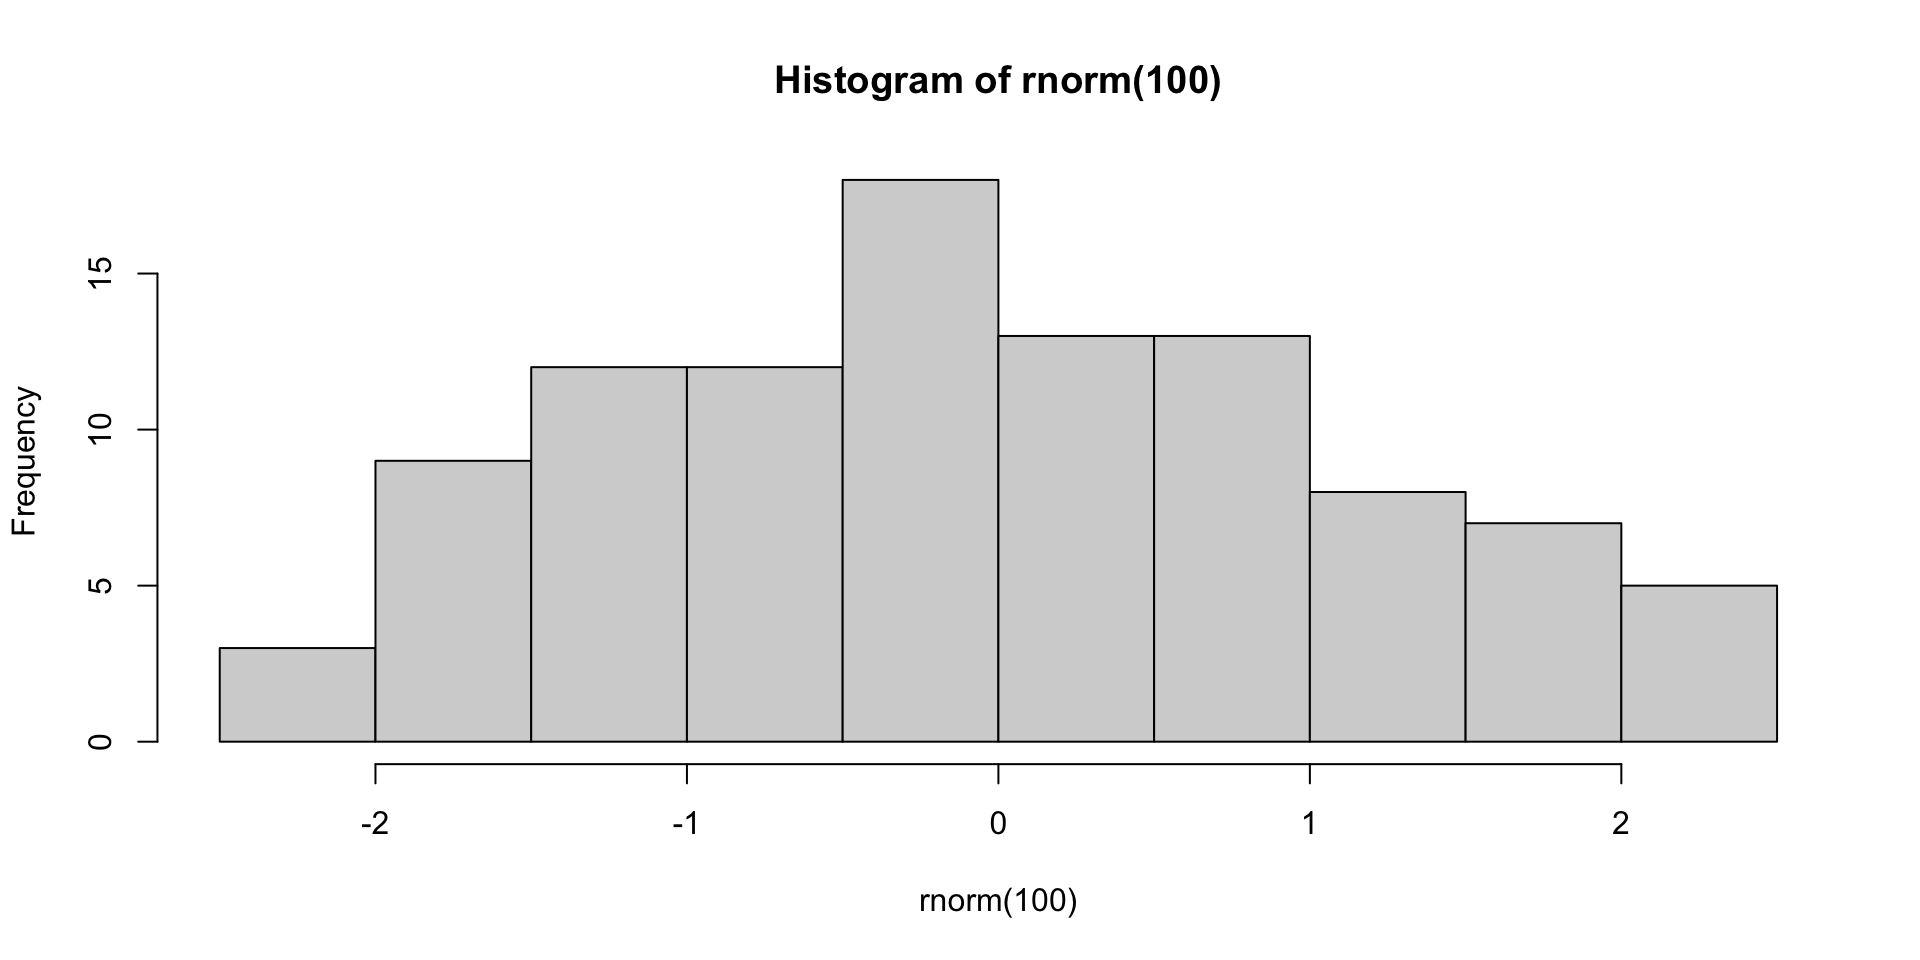 Histogram of rnorm(100)
Frequency
15
10
5
0
-2 -1 0 1 2
rnorm(100)